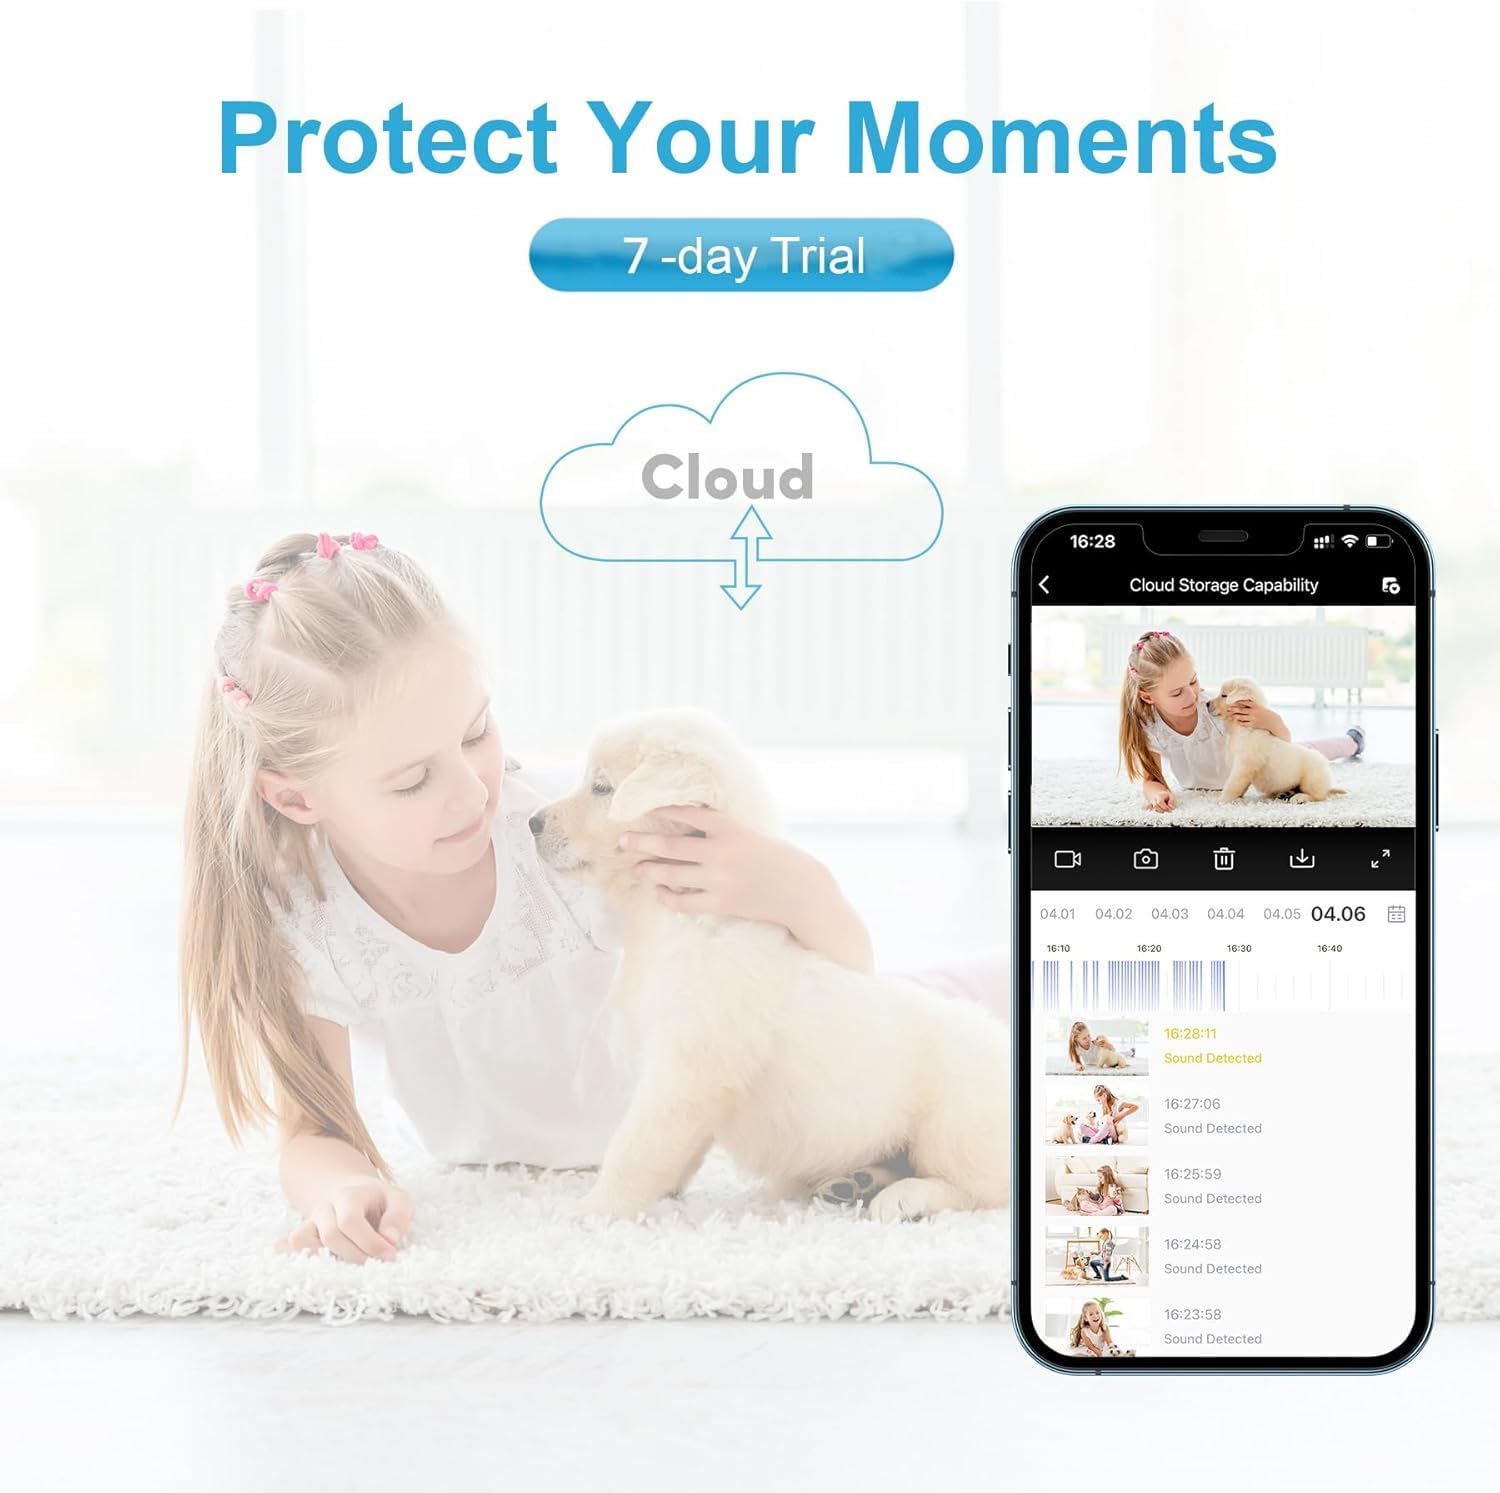 Protect Your Moments
7 -day Trial
Cloud
16:28
Cloud Storage Capability
04.01 04.02 04.03 04.04 04.05 04.06
16:10 16:20 16:30 16:40
16:28:11
Sound Detected
16:27:06
Sound Detected
16:25:59
Sound Detected
16:24:58
Sound Detected
16:23:58
Sound Detected